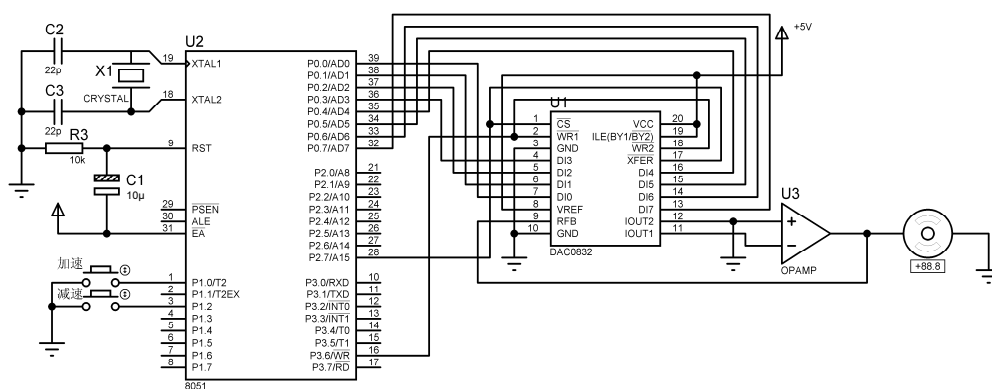 C2
22p
X1
CRYSTAL
C3
22p
R3
10k
C1
10µ
加速
减速
U2
19 XTAL1
18 XTAL2
9 RST
29 PSEN
30 ALE
31 EA
1 P1.0/T2
2 P1.1/T2EX
3 P1.2
4 P1.3
5 P1.4
6 P1.5
7 P1.6
8 P1.7
8051
P0.0/AD0 39
P0.1/AD1 38
P0.2/AD2 37
P0.3/AD3 36
P0.4/AD4 35
P0.5/AD5 34
P0.6/AD6 33
P0.7/AD7 32
P2.0/A8 21
P2.1/A9 22
P2.2/A10 23
P2.3/A11 24
P2.4/A12 25
P2.5/A13 26
P2.6/A14 27
P2.7/A15 28
P3.0/RXD 10
P3.1/TXD 11
P3.2/INT0 12
P3.3/INT1 13
P3.4/T0 14
P3.5/T1 15
P3.6/WR 16
P3.7/RD 17
U1
1 CS
2 WR1
3 GND
4 DI3
5 DI2
6 DI1
7 DI0
8 VREF
9 RFB
10 GND
VCC 20
ILE(BY1/BY2) 19
WR2 18
XFER 17
DI4 16
DI5 15
DI6 14
DI7 13
IOUT2 12
IOUT1 11
DAC0832
+5V
U3
+
−
OPAMP
+88.8